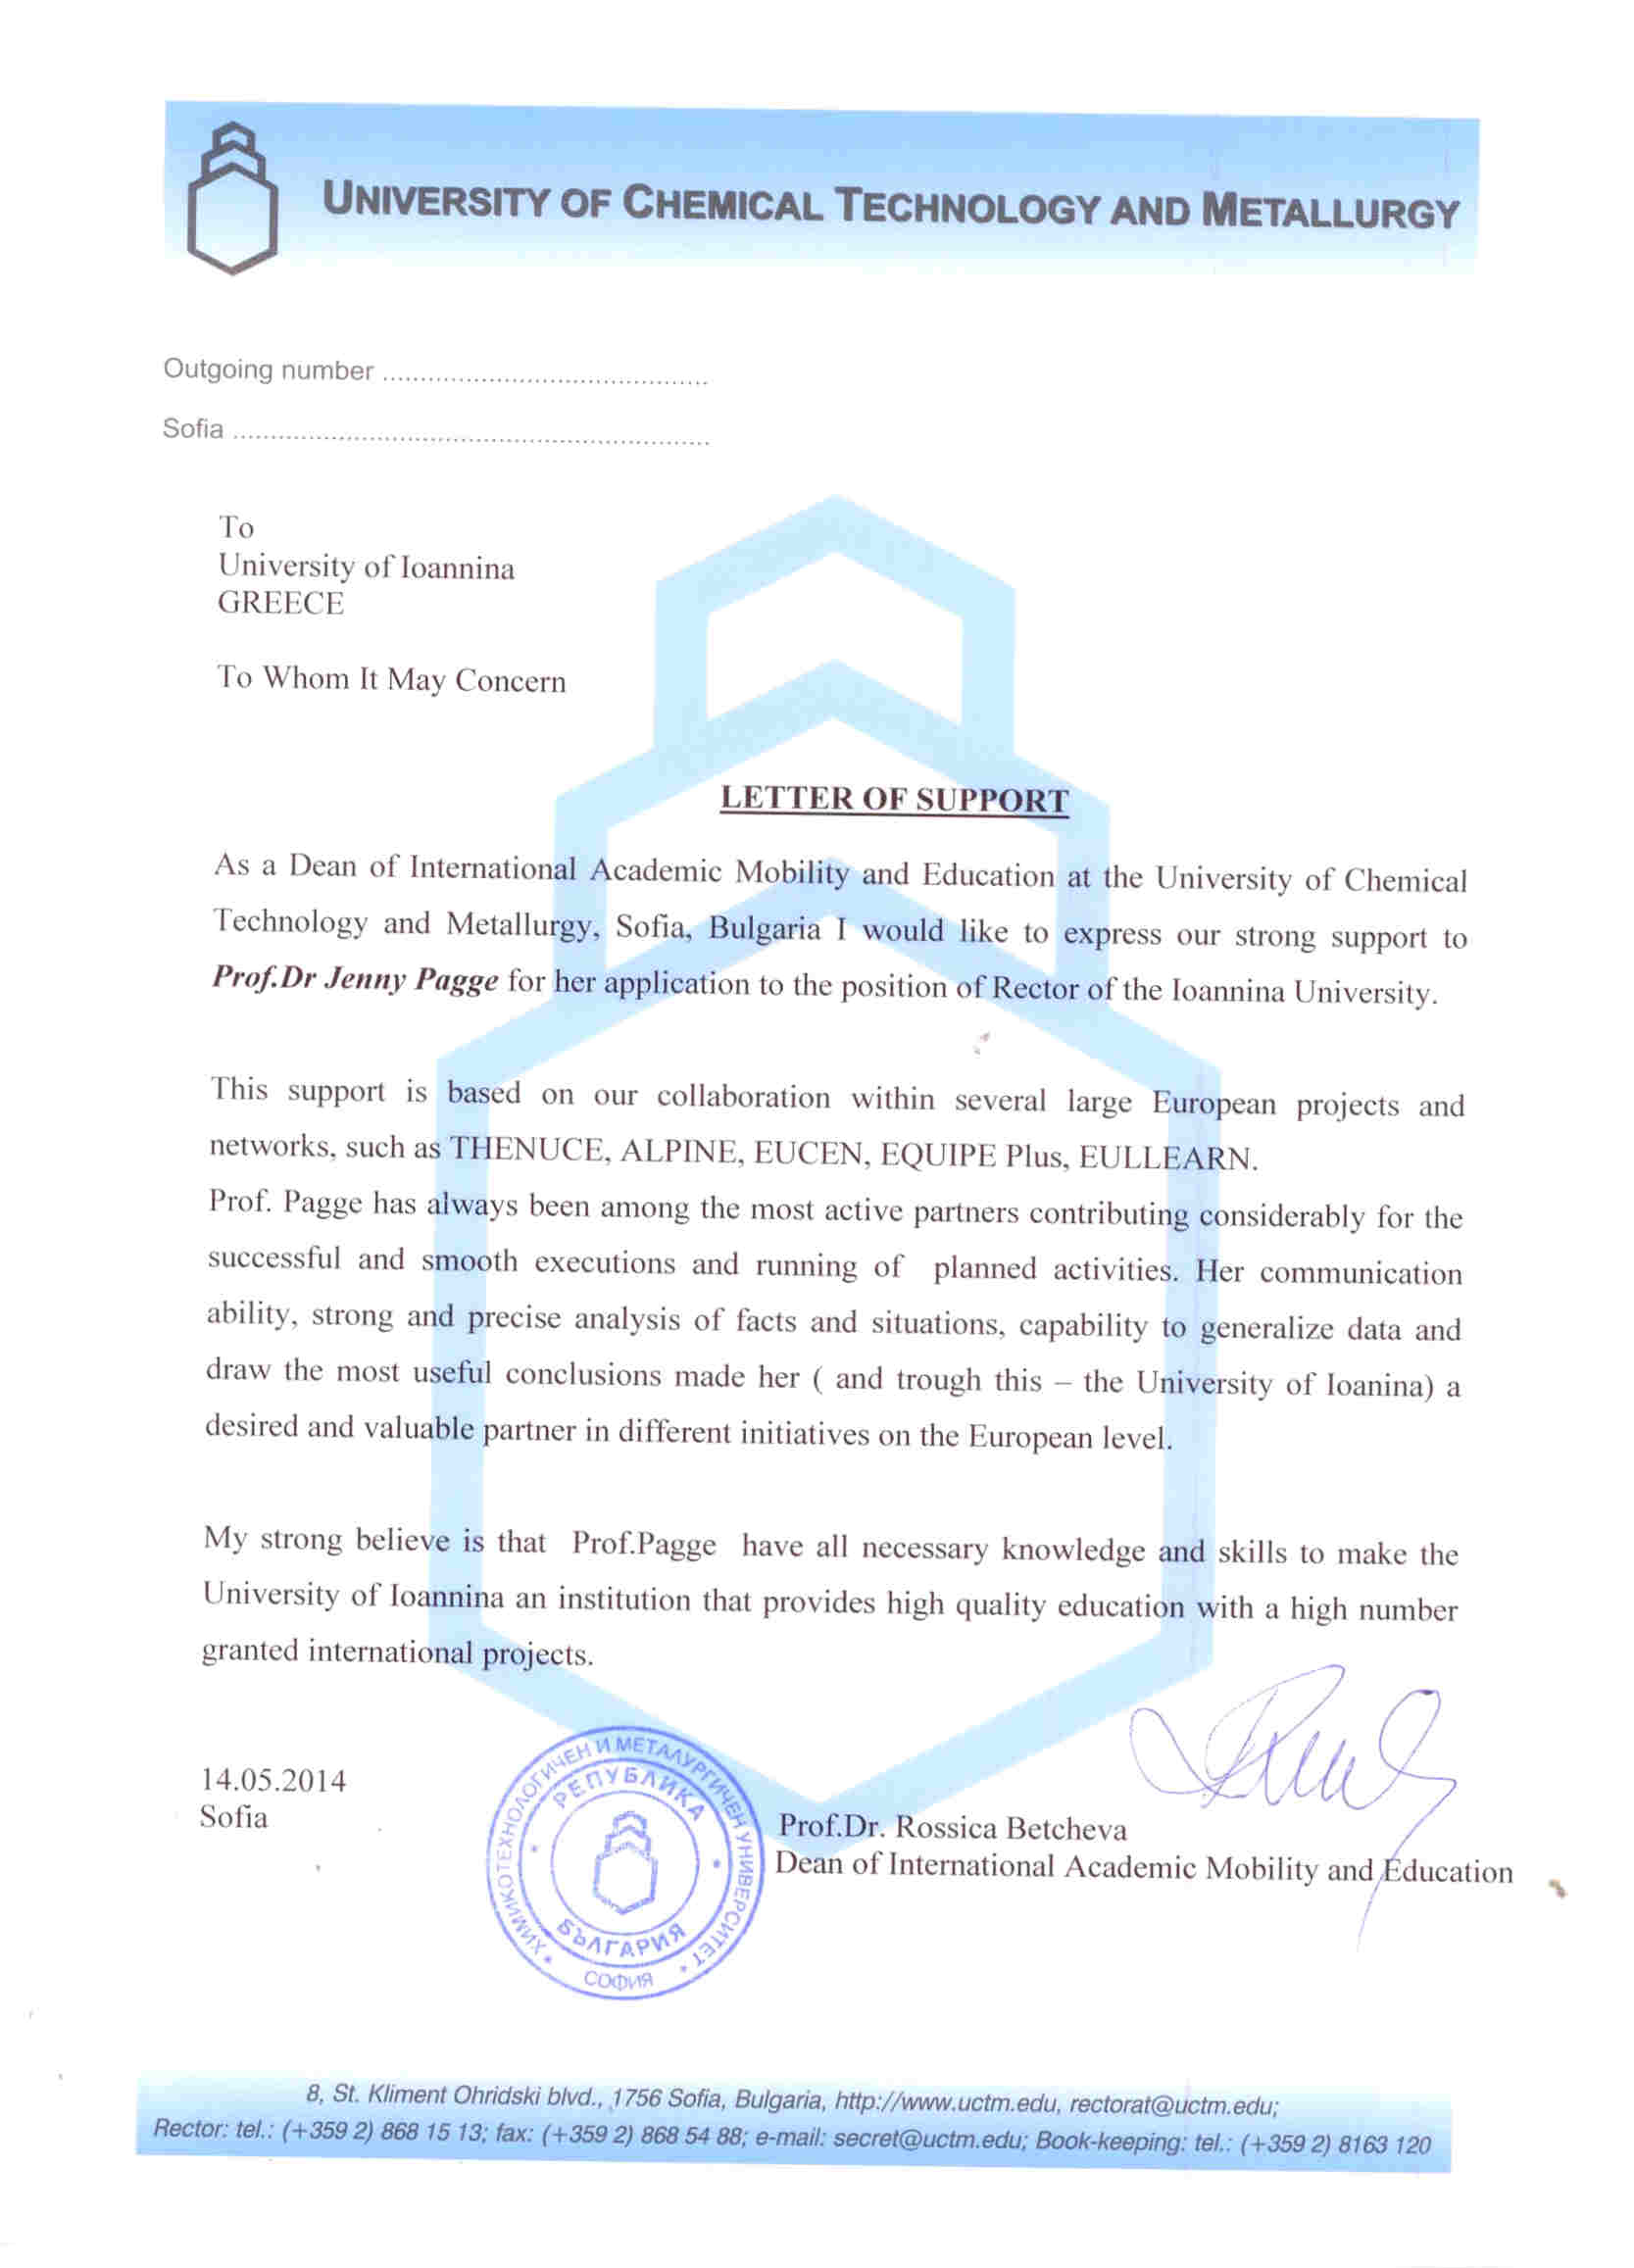 UNIVERSITY OF CHEMICAL TECHNOLOGY AND METALLURGY
Outgoing number ...........................................
Sofia ...............................................................
To
University of Ioannina
GREECE
To Whom It May Concern
LETTER OF SUPPORT
As a Dean of International Academic Mobility and Education at the University of Chemical
Technology and Metallurgy, Sofia, Bulgaria I would like to express our strong support to
Prof.Dr Jenny Pagge for her application to the position of Rector of the Ioannina University.
This support is based on our collaboration within several large European projects and
networks, such as THENUCE, ALPINE, EUCEN, EQUIPE Plus, EULLEARN.
Prof. Pagge has always been among the most active partners contributing considerably for the
successful and smooth executions and running of planned activities. Her communication
ability, strong and precise analysis of facts and situations, capability to generalize data and
draw the most useful conclusions made her ( and trough this – the University of Ioanina) a
desired and valuable partner in different initiatives on the European level.
My strong believe is that Prof.Pagge have all necessary knowledge and skills to make the
University of Ioannina an institution that provides high quality education with a high number
granted international projects.
14.05.2014
Sofia
ХИМИКОТЕХНОЛОГИЧЕН И МЕТАЛУРГИЧЕН УНИВЕРСИТЕТ
РЕПУБЛИКА
БЪЛГАРИЯ
СОФИЯ
Prof.Dr. Rossica Betcheva
Dean of International Academic Mobility and Education
8, St. Kliment Ohridski blvd., 1756 Sofia, Bulgaria, http://www.uctm.edu, rectorat@uctm.edu;
Rector: tel.: (+359 2) 868 15 13; fax: (+359 2) 868 54 88; e-mail: secret@uctm.edu; Book-keeping: tel.: (+359 2) 8163 120